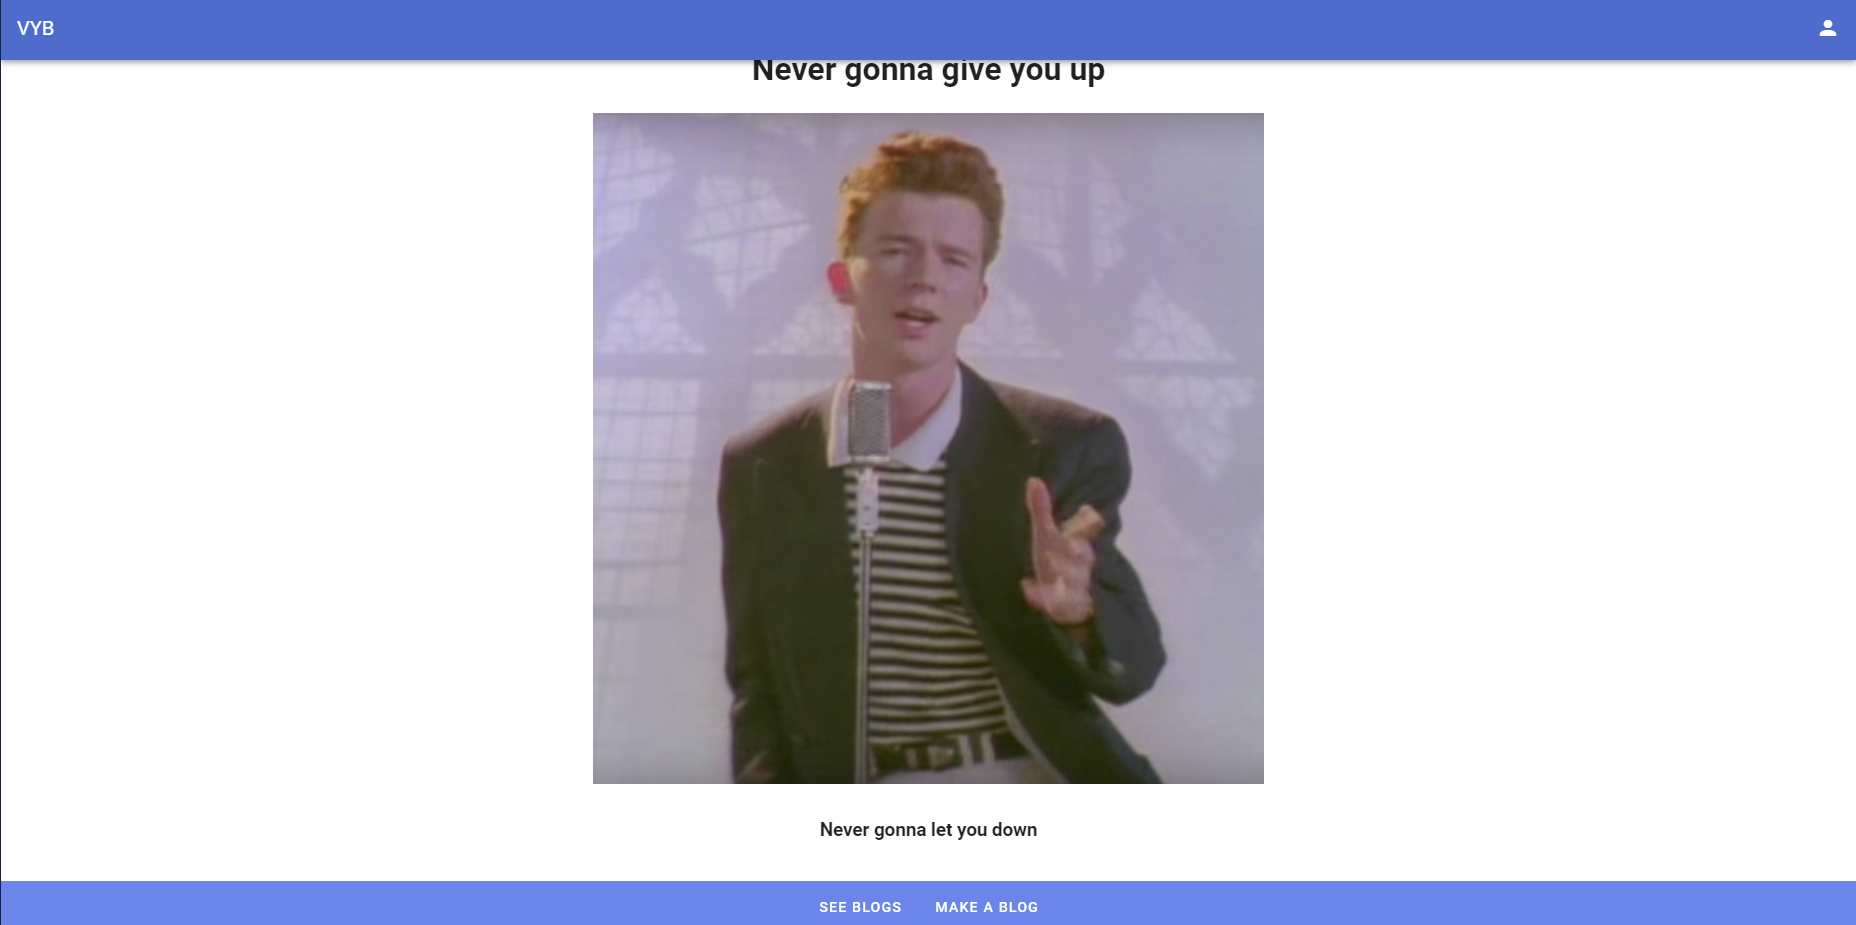 VYB
Never gonna give you up
Never gonna let you down
SEE BLOGS MAKE A BLOG